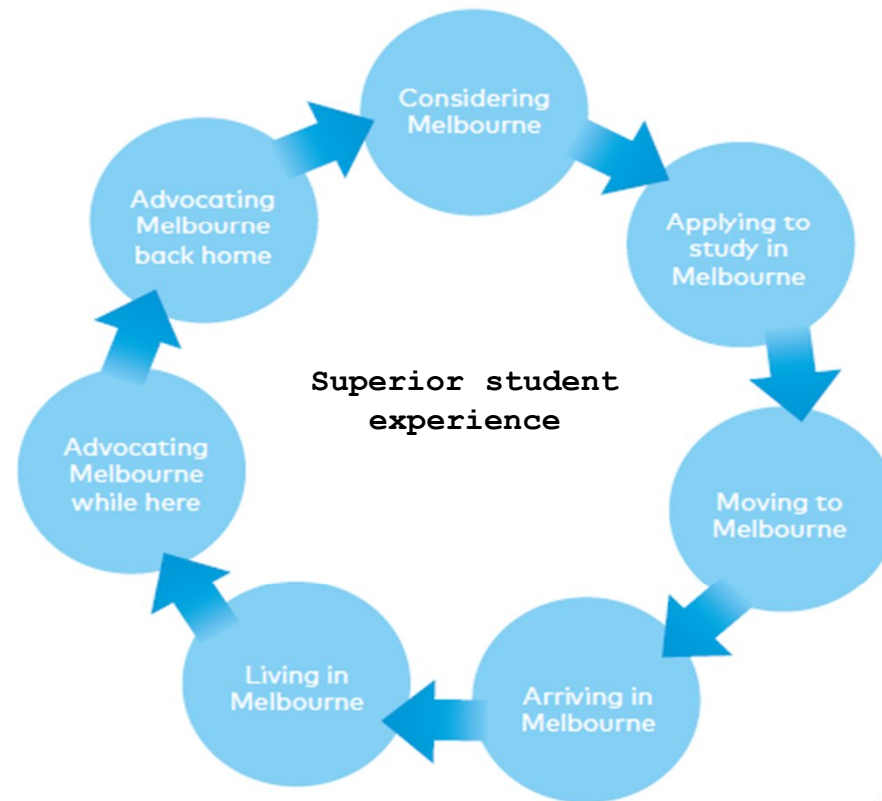 Considering
Melbourne
Applying to
study in
Melbourne
Moving to
Melbourne
Arriving in
Melbourne
Living in
Melbourne
Advocating
Melbourne
while here
Advocating
Melbourne
back home
Superior student
experience